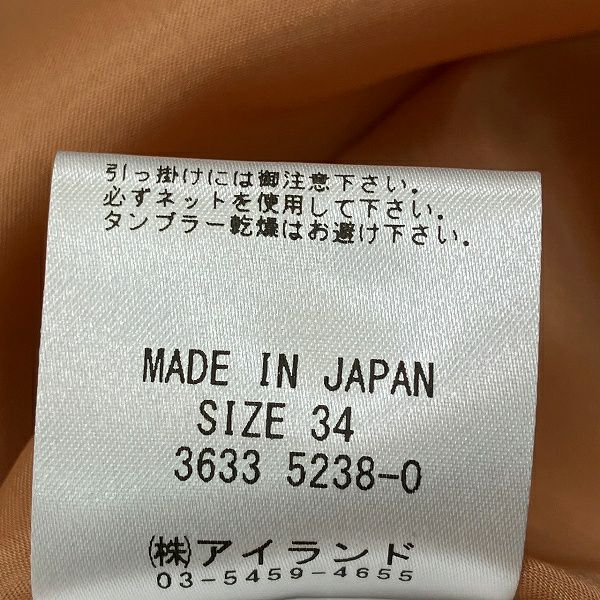 引っ掛けには御注意下さい。
必ずネットを使用して下さい。
タンブラー乾燥はお避け下さい。
MADE IN JAPAN
SIZE 34
3633 5238-0
㈱アイランド
03-5459-4655